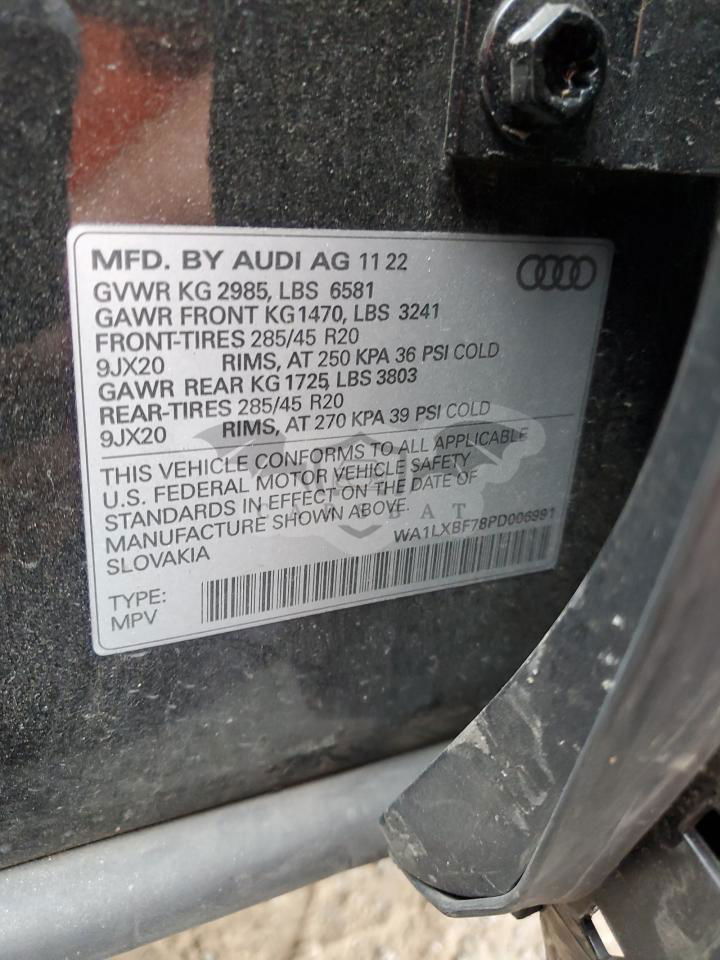 MFD. BY AUDI AG 11 22
GVWR KG 2985, LBS 6581
GAWR FRONT KG1470, LBS 3241
FRONT-TIRES 285/45 R20
9JX20 RIMS, AT 250 KPA 36 PSI COLD
GAWR REAR KG 1725, LBS 3803
REAR-TIRES 285/45 R20
9JX20 RIMS, AT 270 KPA 39 PSI COLD
THIS VEHICLE CONFORMS TO ALL APPLICABLE
U.S. FEDERAL MOTOR VEHICLE SAFETY
STANDARDS IN EFFECT ON THE DATE OF
MANUFACTURE SHOWN ABOVE.
SLOVAKIA WA1LXBF78PD006991
TYPE:
MPV